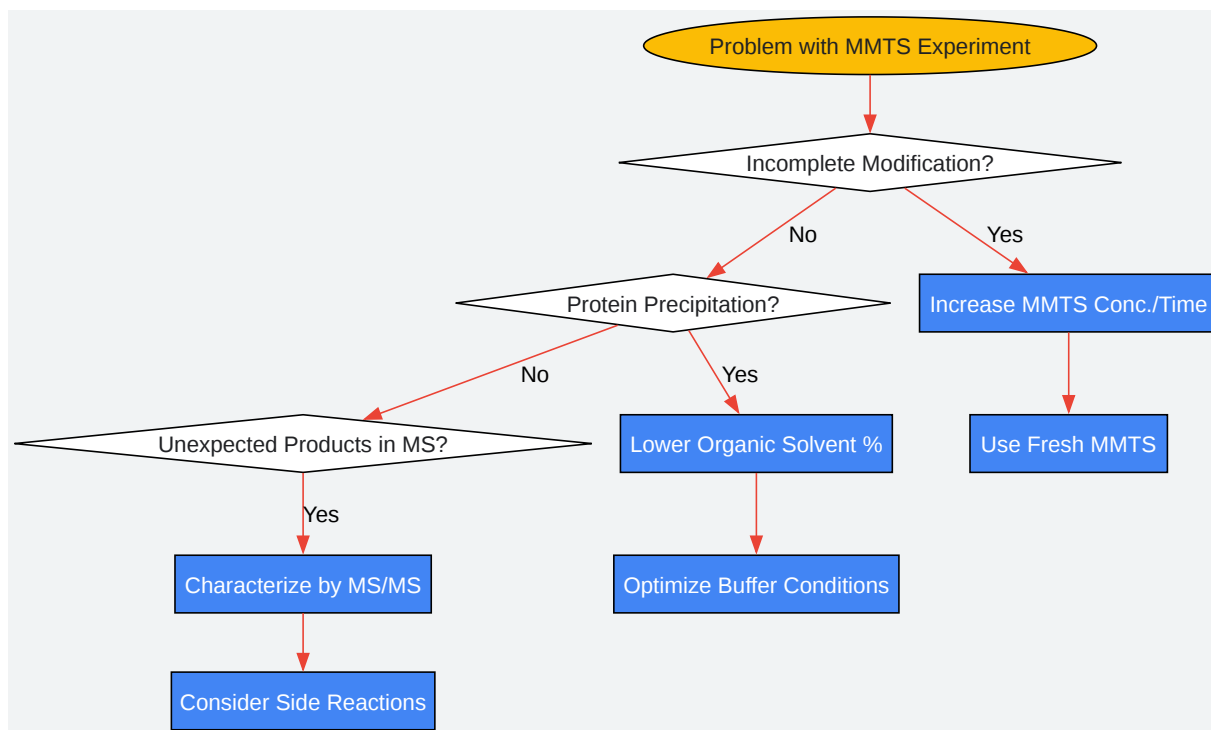 Problem with MMTS Experiment
Incomplete Modification?
No
Yes
Protein Precipitation?
Increase MMTS Conc./Time
No
Yes
Unexpected Products in MS?
Lower Organic Solvent %
Use Fresh MMTS
Yes
Characterize by MS/MS
Optimize Buffer Conditions
Consider Side Reactions